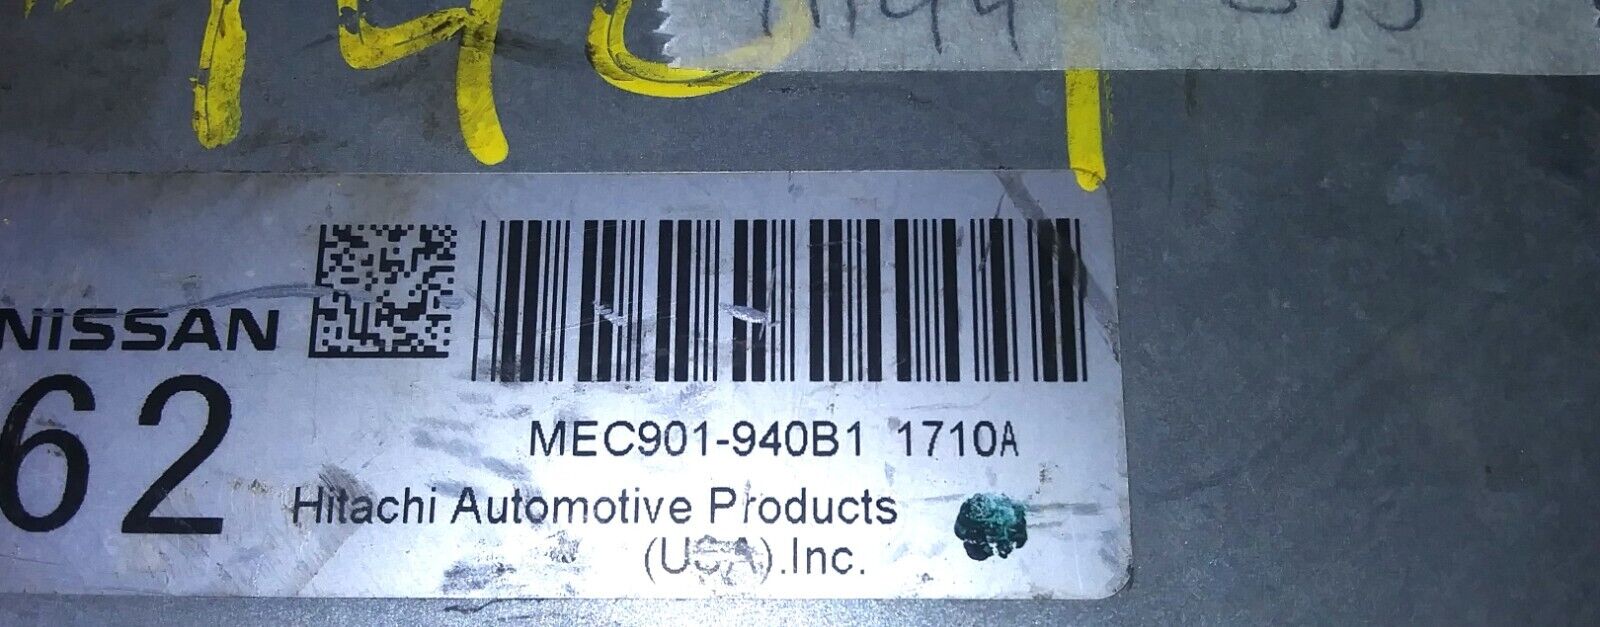 NISSAN
62
MEC901-940B1 1710A
Hitachi Automotive Products
(USA).Inc.